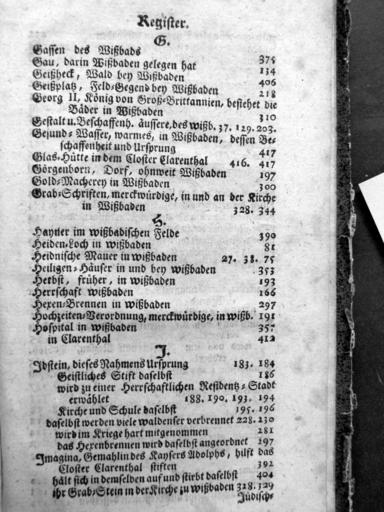 Register.
G.
Gassen des Wißbads 375
Gau, darin Wißbaden gelegen hat 134
Geißheck, Wald bey Wißbaden 406
Geißplatz, Feld-Gegend bey Wißbaden 218
Georg II, König von Groß-Brittannien, besiehet die
Bäder in Wißbaden 310
Gestalt u. Beschaffenh. äussere, des wißb. 37. 129. 203.
Gesund-Wasser, warmes, in Wißbaden, dessen Be-
schaffenheit und Ursprung 417
Glas-Hütte in dem Closter Clarenthal 416. 417
Görgenborn, Dorf, ohnweit Wißbaden 197
Gold-Macherey in Wißbaden 300
Grab-Schriften, merckwürdige, in und an der Kirche
in Wißbaden 328. 344
H.
Hayner im wißbadischen Felde 390
Heiden-Loch in wißbaden 81
Heidnische Mauer in wißbaden 27. 38. 75
Heiligen-Häuser in und bey wißbaden 353
Herbst, früher, in wißbaden 193
Herrschaft wißbaden 166
Hexen-Brennen in wißbaden 297
Hochzeiten-Verordnung, merckwürdige, in wißb. 191
Hospital in wißbaden 357
in Clarenthal 412
J.
Idstein, dieses Nahmens Ursprung 183. 184
Geistliches Stift daselbst 186
wird zu einer Herrschaftlichen Residentz-Stadt
erwählet 188. 190. 193. 194
Kirche und Schule daselbst 195. 196
daselbst werden viele waldenser verbrennet 228. 230
wird im Kriege hart mitgenommen 281
das Hexenbrennen wird daselbst angeordnet 297
Imagina, Gemahlin des Kaysers Adolphs, hilft das
Closter Clarenthal stiften 392
hält sich in demselben auf und stirbt daselbst 404
ihr Grab-Stein in der Kirche zu wißbaden 328. 329
Jüdisch-